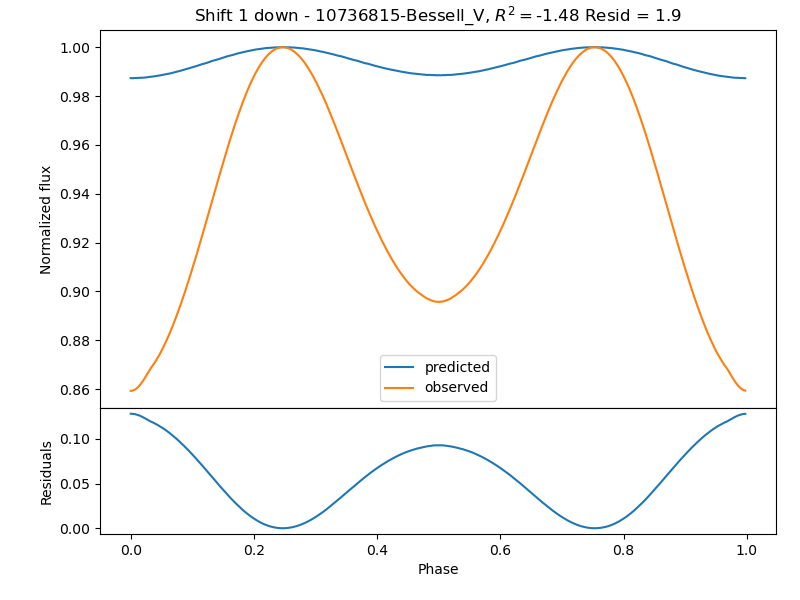 Shift 1 down - 10736815-Bessell_V, R² = -1.48 Resid = 1.9
Normalized flux
1.00
0.98
0.96
0.94
0.92
0.90
0.88
0.86
predicted
observed
Residuals
0.10
0.05
0.00
0.0 0.2 0.4 0.6 0.8 1.0
Phase